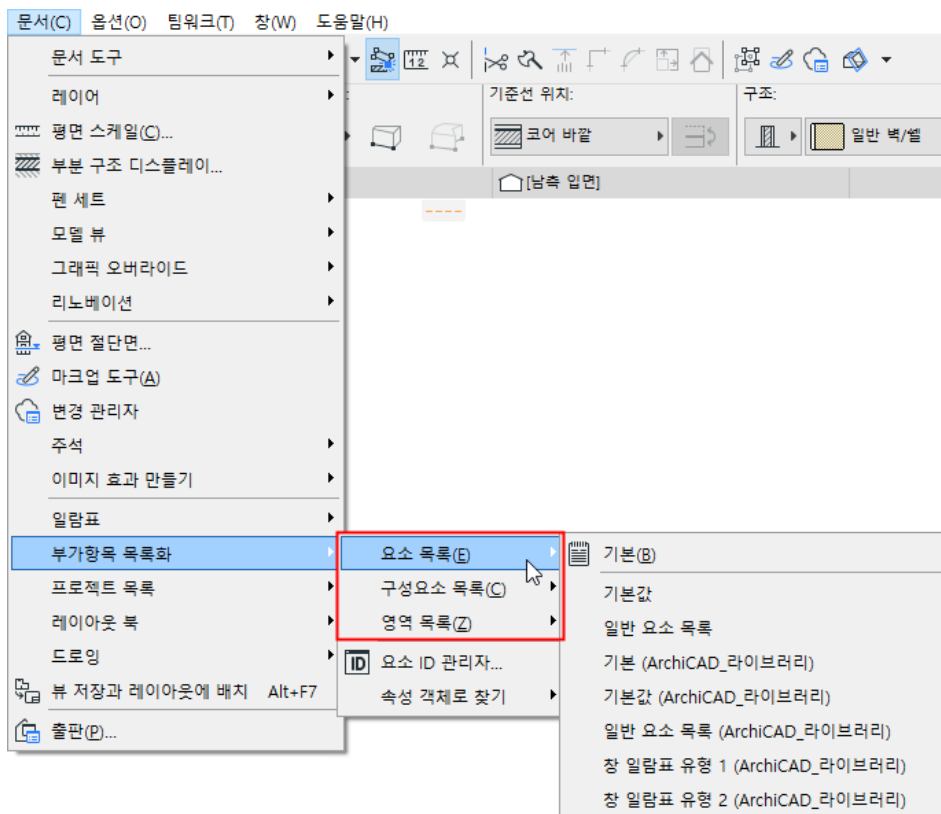 문서(C) 옵션(O) 팀워크(T) 창(W) 도움말(H)
문서 도구
레이어
평면 스케일(C)...
부분 구조 디스플레이...
펜 세트
모델 뷰
그래픽 오버라이드
리노베이션
평면 절단면...
마크업 도구(A)
변경 관리자
주석
이미지 효과 만들기
일람표
부가항목 목록화
프로젝트 목록
레이아웃 북
드로잉
뷰 저장과 레이아웃에 배치 Alt+F7
출판(P)...
기준선 위치: 구조:
코어 바깥 일반 벽/쉘
[남측 입면]
요소 목록(E)
구성요소 목록(C)
영역 목록(Z)
요소 ID 관리자...
속성 객체로 찾기
기본(B)
기본값
일반 요소 목록
기본 (ArchiCAD_라이브러리)
기본값 (ArchiCAD_라이브러리)
일반 요소 목록 (ArchiCAD_라이브러리)
창 일람표 유형 1 (ArchiCAD_라이브러리)
창 일람표 유형 2 (ArchiCAD_라이브러리)